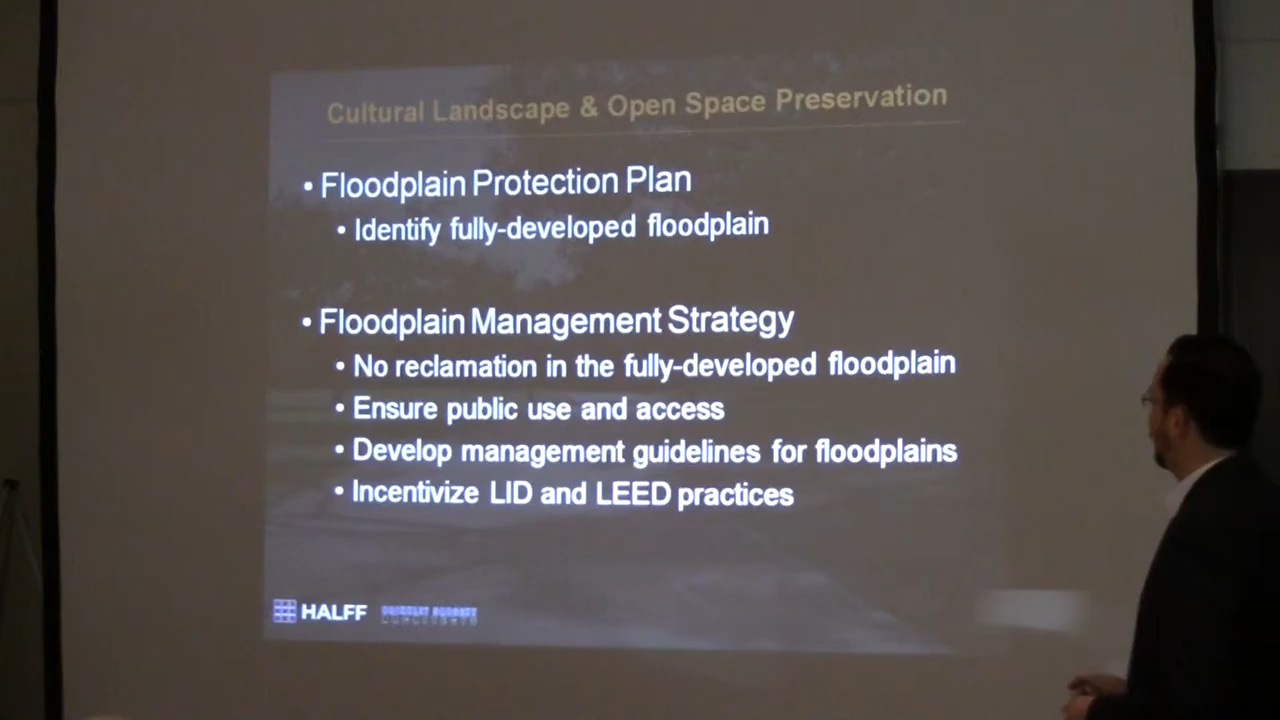 Cultural Landscape & Open Space Preservation
• Floodplain Protection Plan
• Identify fully-developed floodplain
• Floodplain Management Strategy
• No reclamation in the fully-developed floodplain
• Ensure public use and access
• Develop management guidelines for floodplains
• Incentivize LID and LEED practices
HALFF